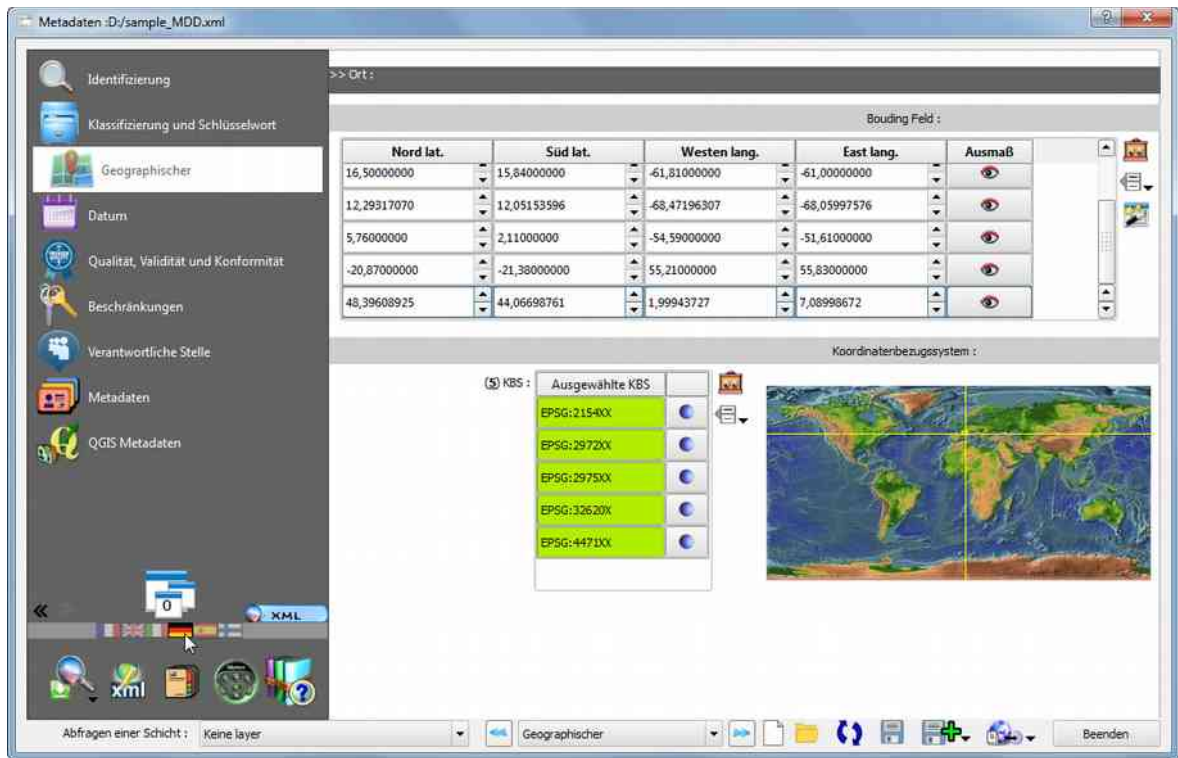 Metadaten :D:/sample_MDD.xml
Identifizierung
Klassifizierung und Schlüsselwort
Geographischer
Datum
Qualität, Validität und Konformität
Beschränkungen
Verantwortliche Stelle
Metadaten
QGIS Metadaten
0
XML
xml
>> Ort :
Bouding Feld :
Nord lat. Süd lat. Westen lang. East lang. Ausmaß
16,50000000 15,84000000 -61,81000000 -61,00000000
12,29317070 12,05153596 -68,47196307 -68,05997576
5,76000000 2,11000000 -54,59000000 -51,61000000
-20,87000000 -21,38000000 55,21000000 55,83000000
48,39608925 44,06698761 1,99943727 7,08998672
Koordinatenbezugssystem :
(5) KBS : Ausgewählte KBS
EPSG:2154XX
EPSG:2972XX
EPSG:2975XX
EPSG:32620X
EPSG:4471XX
Abfragen einer Schicht : Keine layer Geographischer Beenden